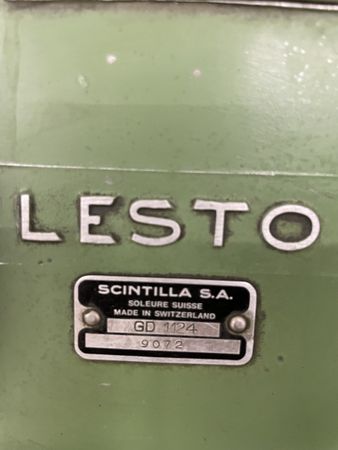 LESTO
SCINTILLA S.A.
SOLEURE SUISSE
MADE IN SWITZERLAND
GD 1124
9072